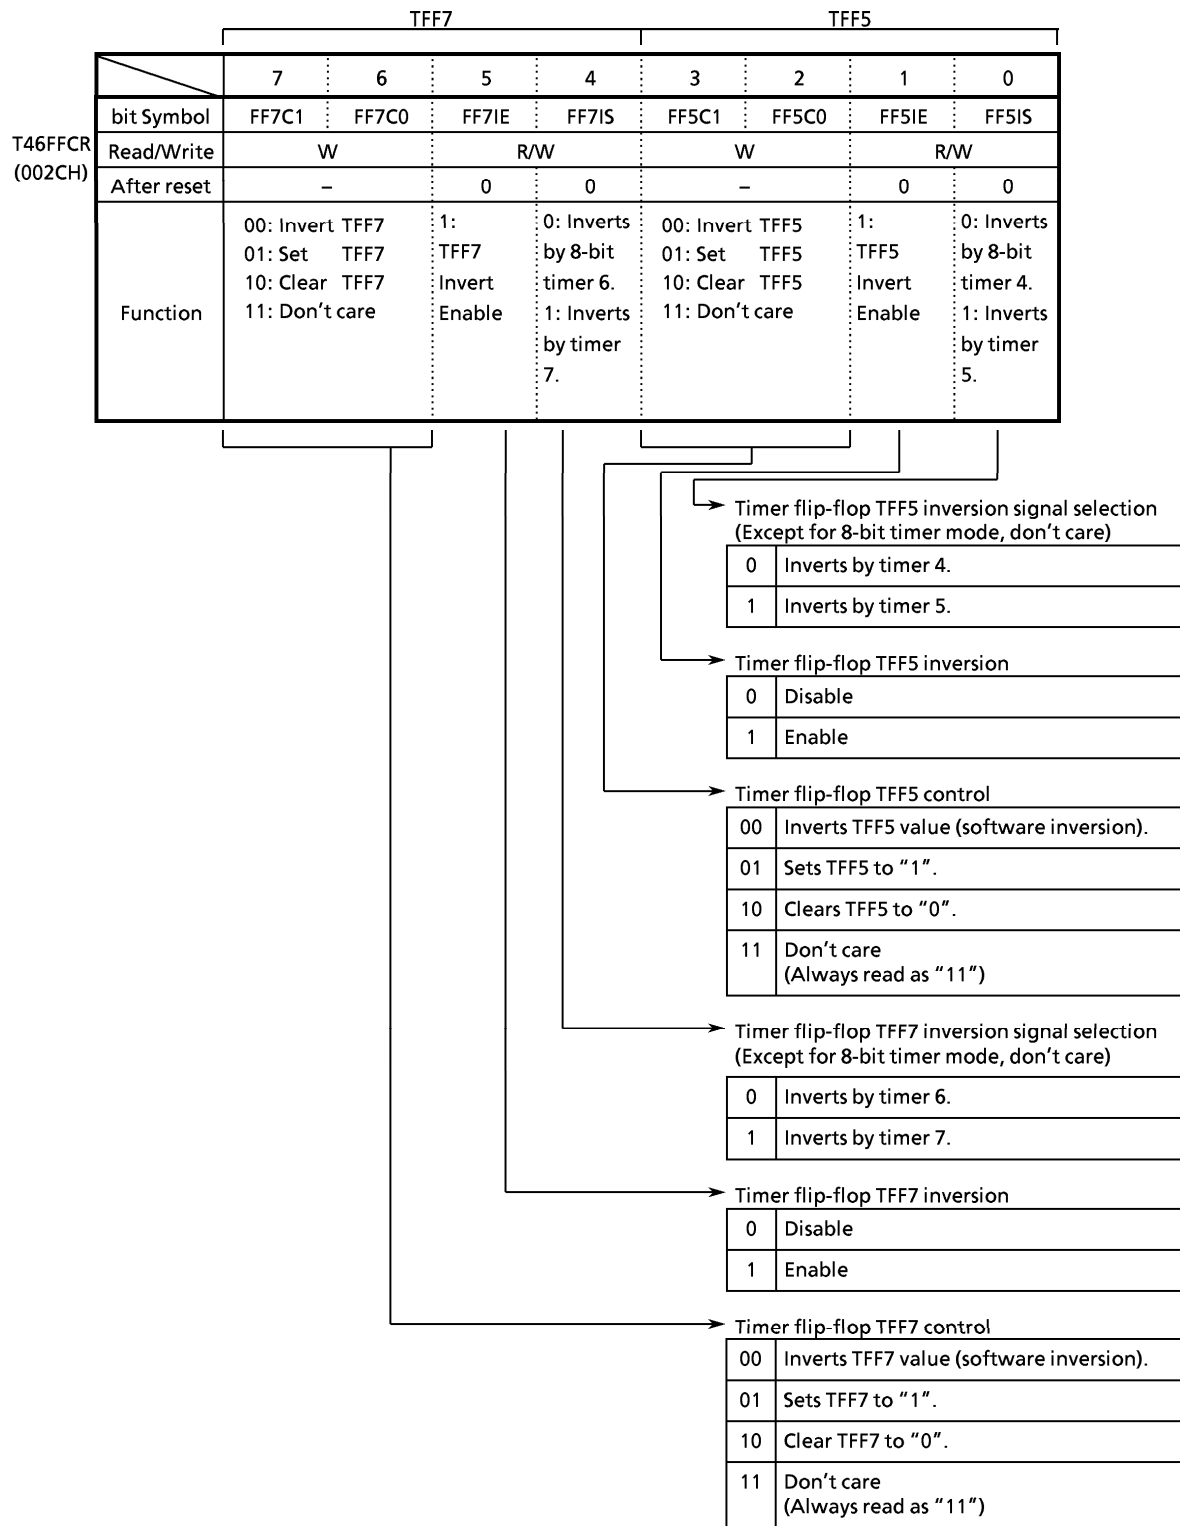 TFF7 TFF5
7 6 5 4 3 2 1 0
bit Symbol FF7C1 FF7C0 FF7IE FF7IS FF5C1 FF5C0 FF5IE FF5IS
T46FFCR
(002CH)
Read/Write W R/W W R/W
After reset – 0 0 – 0 0
Function
00: Invert TFF7
01: Set TFF7
10: Clear TFF7
11: Don't care
1:
TFF7
Invert
Enable
0: Inverts
by 8-bit
timer 6.
1: Inverts
by timer
7.
00: Invert TFF5
01: Set TFF5
10: Clear TFF5
11: Don't care
1:
TFF5
Invert
Enable
0: Inverts
by 8-bit
timer 4.
1: Inverts
by timer
5.
Timer flip-flop TFF5 inversion signal selection
(Except for 8-bit timer mode, don't care)
0 Inverts by timer 4.
1 Inverts by timer 5.
Timer flip-flop TFF5 inversion
0 Disable
1 Enable
Timer flip-flop TFF5 control
00 Inverts TFF5 value (software inversion).
01 Sets TFF5 to "1".
10 Clears TFF5 to "0".
11 Don't care
(Always read as "11")
Timer flip-flop TFF7 inversion signal selection
(Except for 8-bit timer mode, don't care)
0 Inverts by timer 6.
1 Inverts by timer 7.
Timer flip-flop TFF7 inversion
0 Disable
1 Enable
Timer flip-flop TFF7 control
00 Inverts TFF7 value (software inversion).
01 Sets TFF7 to "1".
10 Clear TFF7 to "0".
11 Don't care
(Always read as "11")